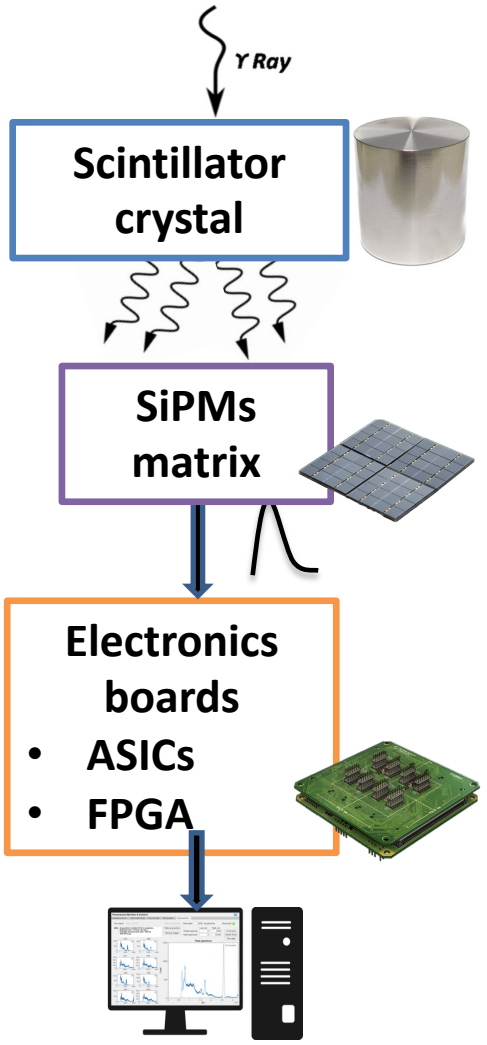 ϒ Ray
Scintillator
crystal
SiPMs
matrix
Electronics
boards
• ASICs
• FPGA